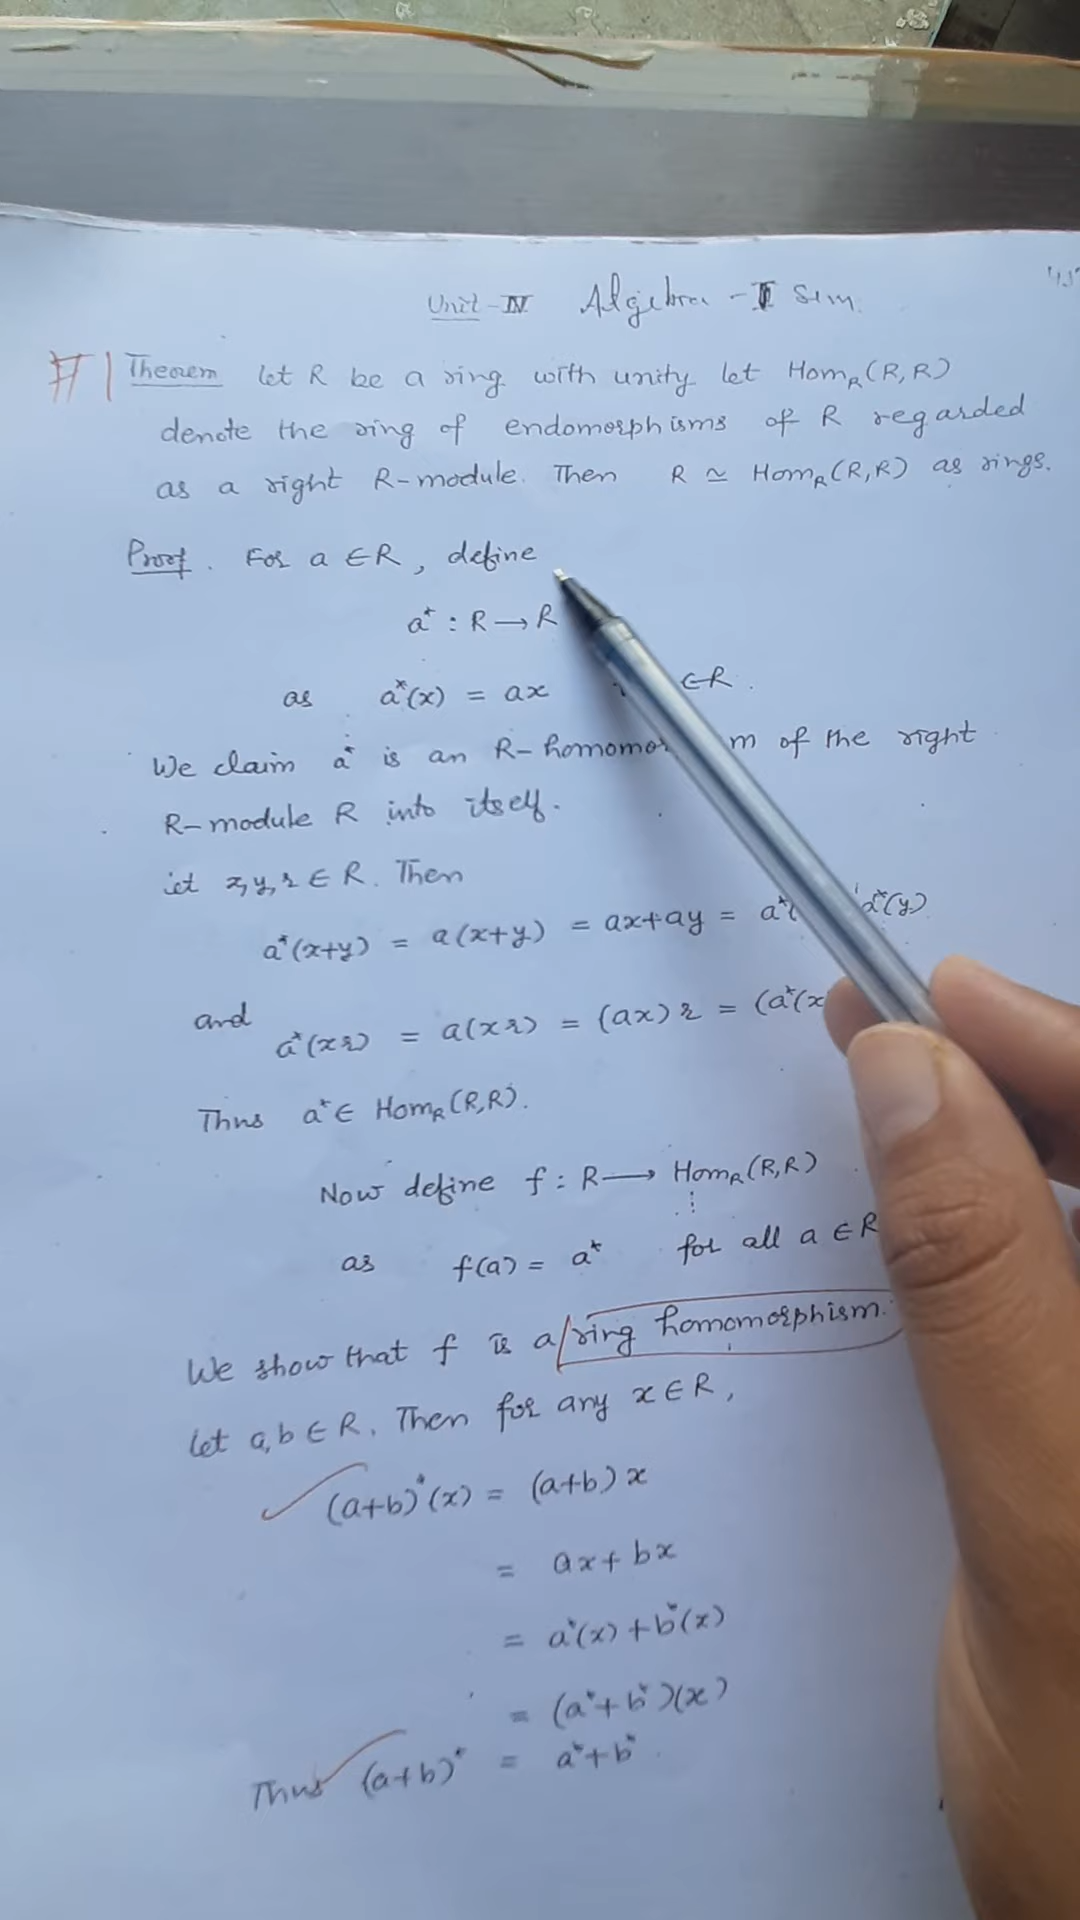 Unit-IV Algebra - I Sem.
# Theorem Let R be a ring with unity let Hom_R(R,R)
denote the ring of endomorphisms of R regarded
as a right R-module. Then R ≃ Hom_R(R,R) as rings.
Proof. For a ∈ R, define
a* : R → R
as a*(x) = ax ∈ R.
We claim a* is an R-homomo m of the right
R-module R into itself.
Let x,y,r ∈ R. Then
a*(x+y) = a(x+y) = ax+ay = a*( a*(y)
and
a*(xr) = a(xr) = (ax)r = (a*(x
Thus a* ∈ Hom_R(R,R).
Now define f : R → Hom_R(R,R)
as f(a) = a* for all a ∈ R
We show that f is a ring homomorphism.
Let a,b ∈ R. Then for any x ∈ R,
(a+b)*(x) = (a+b)x
= ax+bx
= a*(x)+b*(x)
= (a*+b*)(x)
Thus (a+b)* = a*+b*.